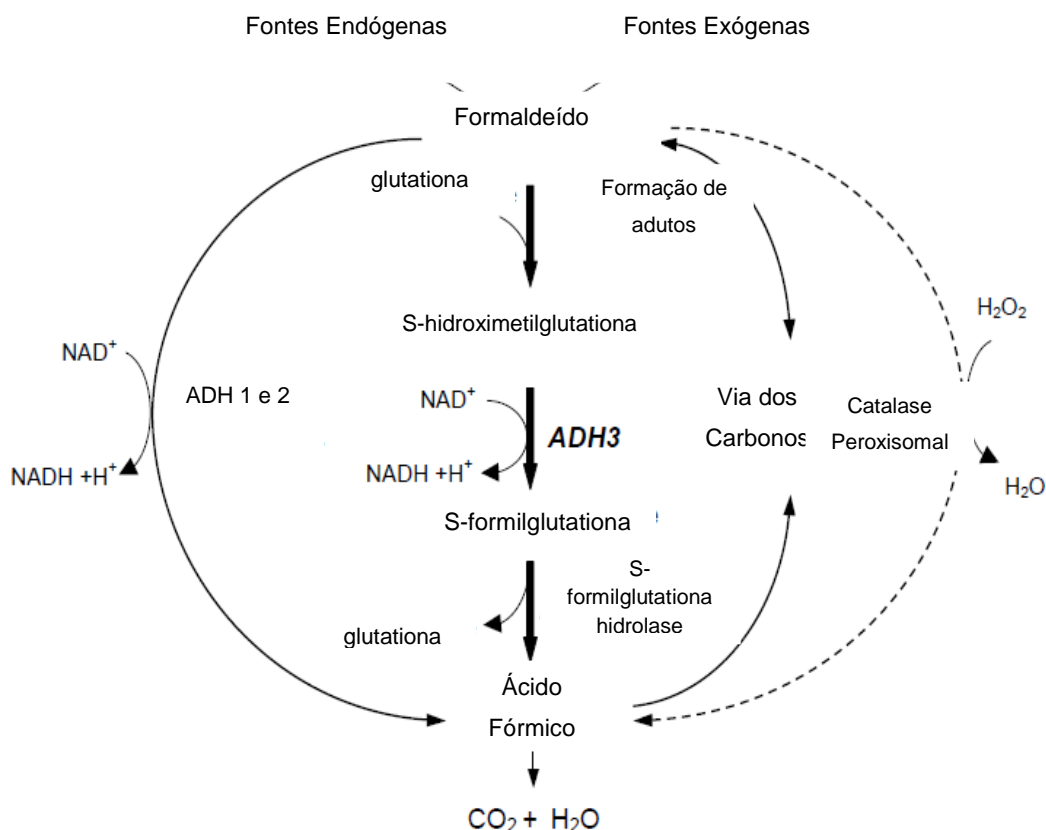 Fontes Endógenas
Fontes Exógenas
Formaldeído
glutationa
Formação de
adutos
S-hidroximetilglutationa
H₂O₂
NAD⁺
ADH 1 e 2
NAD⁺
ADH3
Via dos
Carbonos
Catalase
Peroxisomal
NADH +H⁺
NADH +H⁺
H₂O
S-formilglutationa
S-
formilglutationa
hidrolase
glutationa
Ácido
Fórmico
CO₂ + H₂O